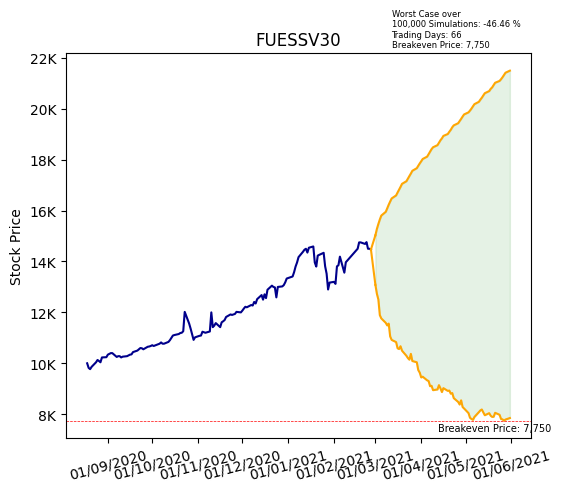 Worst Case over
100,000 Simulations: -46.46 %
Trading Days: 66
Breakeven Price: 7,750
FUESSV30
22K
20K
18K
16K
14K
12K
10K
8K
Stock Price
Breakeven Price: 7,750
01/09/2020
01/10/2020
01/11/2020
01/12/2020
01/01/2021
01/02/2021
01/03/2021
01/04/2021
01/05/2021
01/06/2021